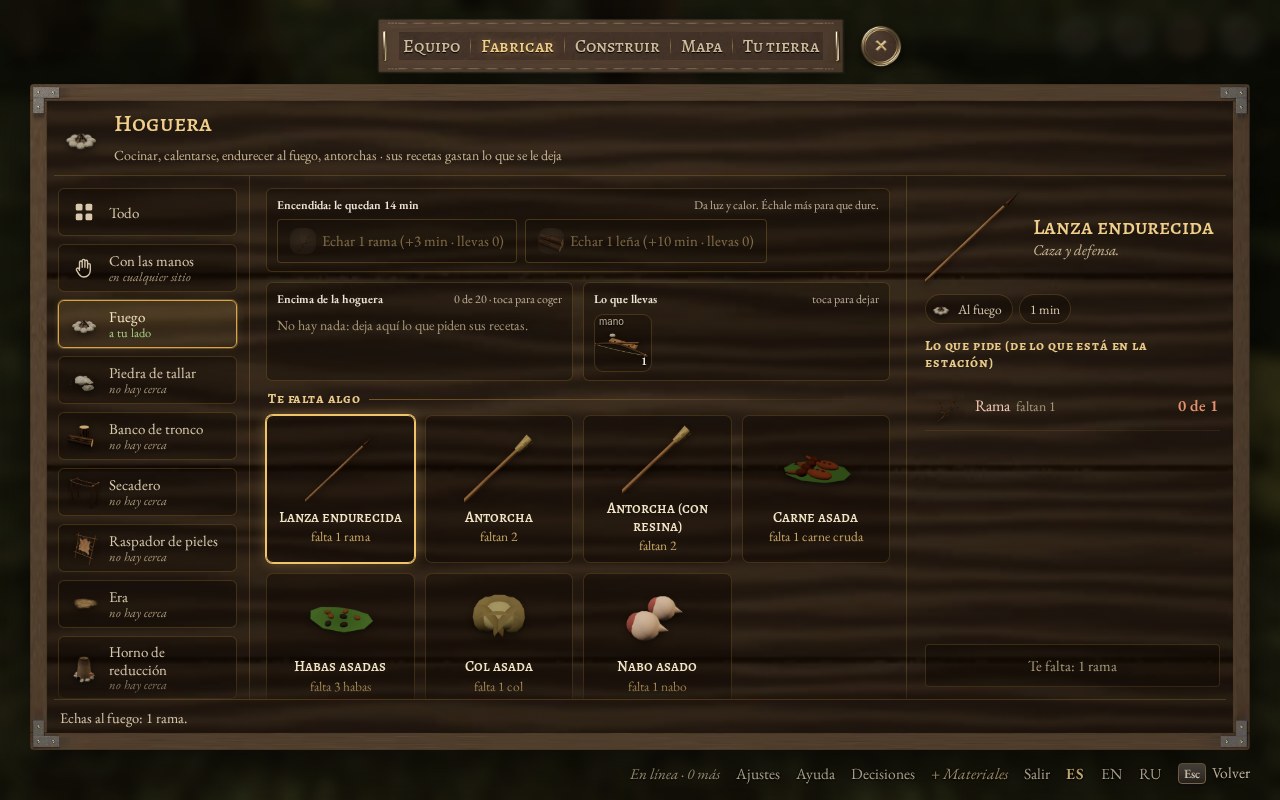 Equipo Fabricar Construir Mapa Tu tierra ×
Hoguera
Cocinar, calentarse, endurecer al fuego, antorchas · sus recetas gastan lo que se le deja
Todo
Con las manos
en cualquier sitio
Fuego
a tu lado
Piedra de tallar
no hay cerca
Banco de tronco
no hay cerca
Secadero
no hay cerca
Raspador de pieles
no hay cerca
Era
no hay cerca
Horno de
reducción
no hay cerca
Encendida: le quedan 14 min
Da luz y calor. Échale más para que dure.
Echar 1 rama (+3 min · llevas 0)
Echar 1 leña (+10 min · llevas 0)
Encima de la hoguera
0 de 20 · toca para coger
No hay nada: deja aquí lo que piden sus recetas.
Lo que llevas
toca para dejar
mano
1
Te falta algo
Lanza endurecida
falta 1 rama
Antorcha
faltan 2
Antorcha (con
resina)
faltan 2
Carne asada
falta 1 carne cruda
Habas asadas
falta 3 habas
Col asada
falta 1 col
Nabo asado
falta 1 nabo
Lanza endurecida
Caza y defensa.
Al fuego
1 min
Lo que pide (de lo que está en la
estación)
Rama faltan 1
0 de 1
Te falta: 1 rama
Echas al fuego: 1 rama.
En línea · 0 más Ajustes Ayuda Decisiones + Materiales Salir ES EN RU Esc Volver